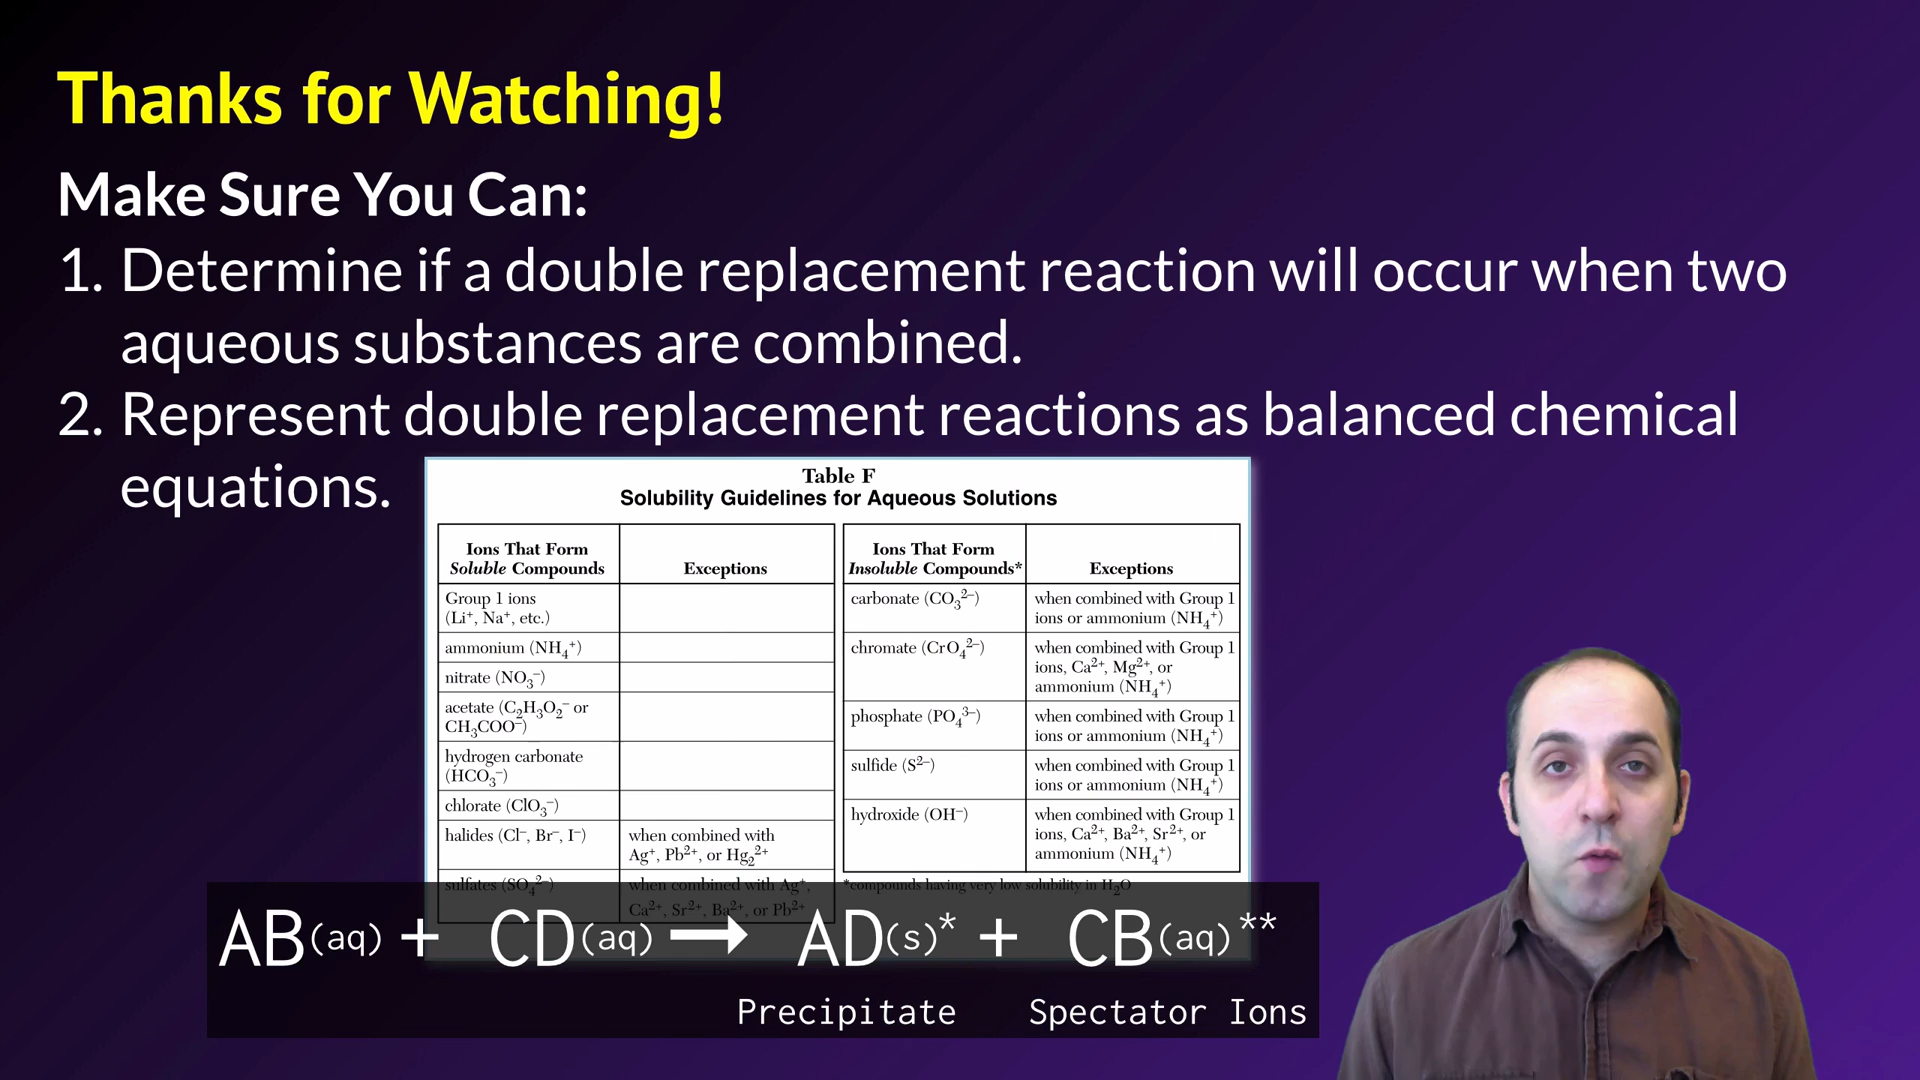 Thanks for Watching!
Make Sure You Can:
1. Determine if a double replacement reaction will occur when two
aqueous substances are combined.
2. Represent double replacement reactions as balanced chemical
equations.
Table F
Solubility Guidelines for Aqueous Solutions
Ions That Form
Soluble Compounds
Exceptions
Group 1 ions
(Li⁺, Na⁺, etc.)
ammonium (NH₄⁺)
nitrate (NO₃⁻)
acetate (C₂H₃O₂⁻ or
CH₃COO⁻)
hydrogen carbonate
(HCO₃⁻)
chlorate (ClO₃⁻)
halides (Cl⁻, Br⁻, I⁻)
when combined with
Ag⁺, Pb²⁺, or Hg₂²⁺
sulfates (SO₄²⁻)
when combined with Ag⁺,
Ca²⁺, Sr²⁺, Ba²⁺, or Pb²⁺
Ions That Form
Insoluble Compounds*
Exceptions
carbonate (CO₃²⁻)
when combined with Group 1
ions or ammonium (NH₄⁺)
chromate (CrO₄²⁻)
when combined with Group 1
ions, Ca²⁺, Mg²⁺, or
ammonium (NH₄⁺)
phosphate (PO₄³⁻)
when combined with Group 1
ions or ammonium (NH₄⁺)
sulfide (S²⁻)
when combined with Group 1
ions or ammonium (NH₄⁺)
hydroxide (OH⁻)
when combined with Group 1
ions, Ca²⁺, Ba²⁺, Sr²⁺, or
ammonium (NH₄⁺)
*compounds having very low solubility in H₂O
AB(aq) + CD(aq) → AD(s)* + CB(aq)**
Precipitate Spectator Ions